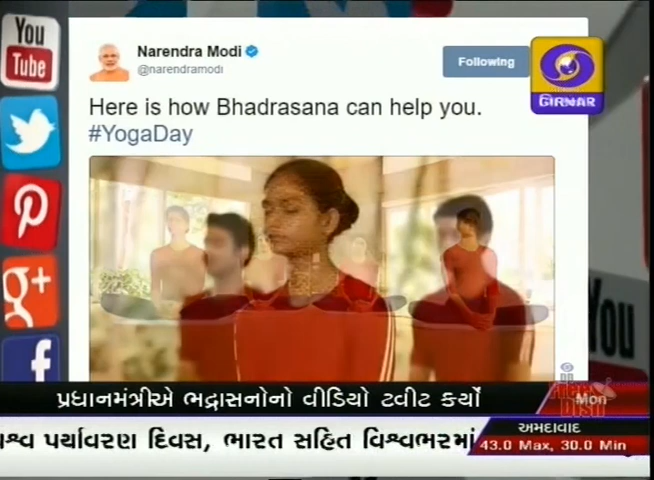 You
Tube
Narendra Modi
@narendramodi
Following
GIRNAR
Here is how Bhadrasana can help you.
#YogaDay
g+
f
You
પ્રધાનમંત્રીએ ભદ્રાસનોનો વીડિયો ટ્વીટ કર્યો
Mon
અમદાવાદ
શ્વ પર્યાવરણ દિવસ, ભારત સહિત વિશ્વભરમાં
43.0 Max, 30.0 Min